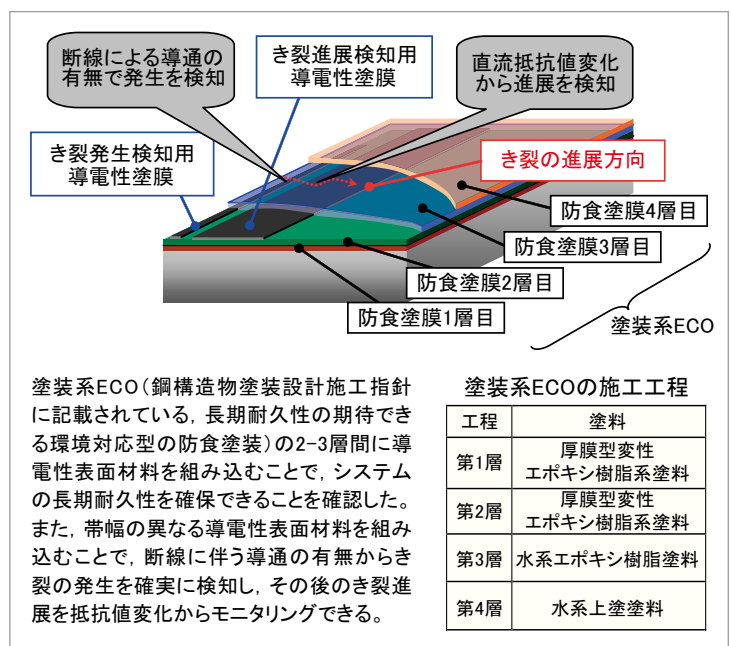 断線による導通の
有無で発生を検知
き裂進展検知用
導電性塗膜
直流抵抗値変化
から進展を検知
き裂発生検知用
導電性塗膜
き裂の進展方向
防食塗膜4層目
防食塗膜3層目
防食塗膜2層目
防食塗膜1層目
塗装系ECO
塗装系ECO(鋼構造物塗装設計施工指針
に記載されている，長期耐久性の期待でき
る環境対応型の防食塗装)の2-3層間に導
電性表面材料を組み込むことで，システム
の長期耐久性を確保できることを確認した。
また，帯幅の異なる導電性表面材料を組み
込むことで，断線に伴う導通の有無からき
裂の発生を確実に検知し，その後のき裂進
展を抵抗値変化からモニタリングできる。
塗装系ECOの施工工程
工程 塗料
第1層 厚膜型変性
エポキシ樹脂系塗料
第2層 厚膜型変性
エポキシ樹脂系塗料
第3層 水系エポキシ樹脂塗料
第4層 水系上塗塗料